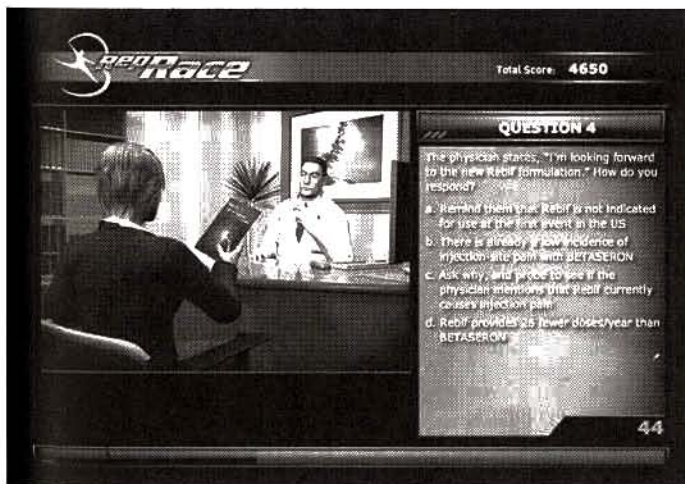 Rep Race
Total Score: 4650
QUESTION 4
The physician states, "I'm looking forward
to the new Rebif formulation." How do you
respond?
a. Remind them that Rebif is not indicated
for use at the first event in the US
b. There is already a low incidence of
injection-site pain with BETASERON
c. Ask why, and probe to see if the
physician mentions that Rebif currently
causes injection pain
d. Rebif provides 26 fewer doses/year than
BETASERON
44